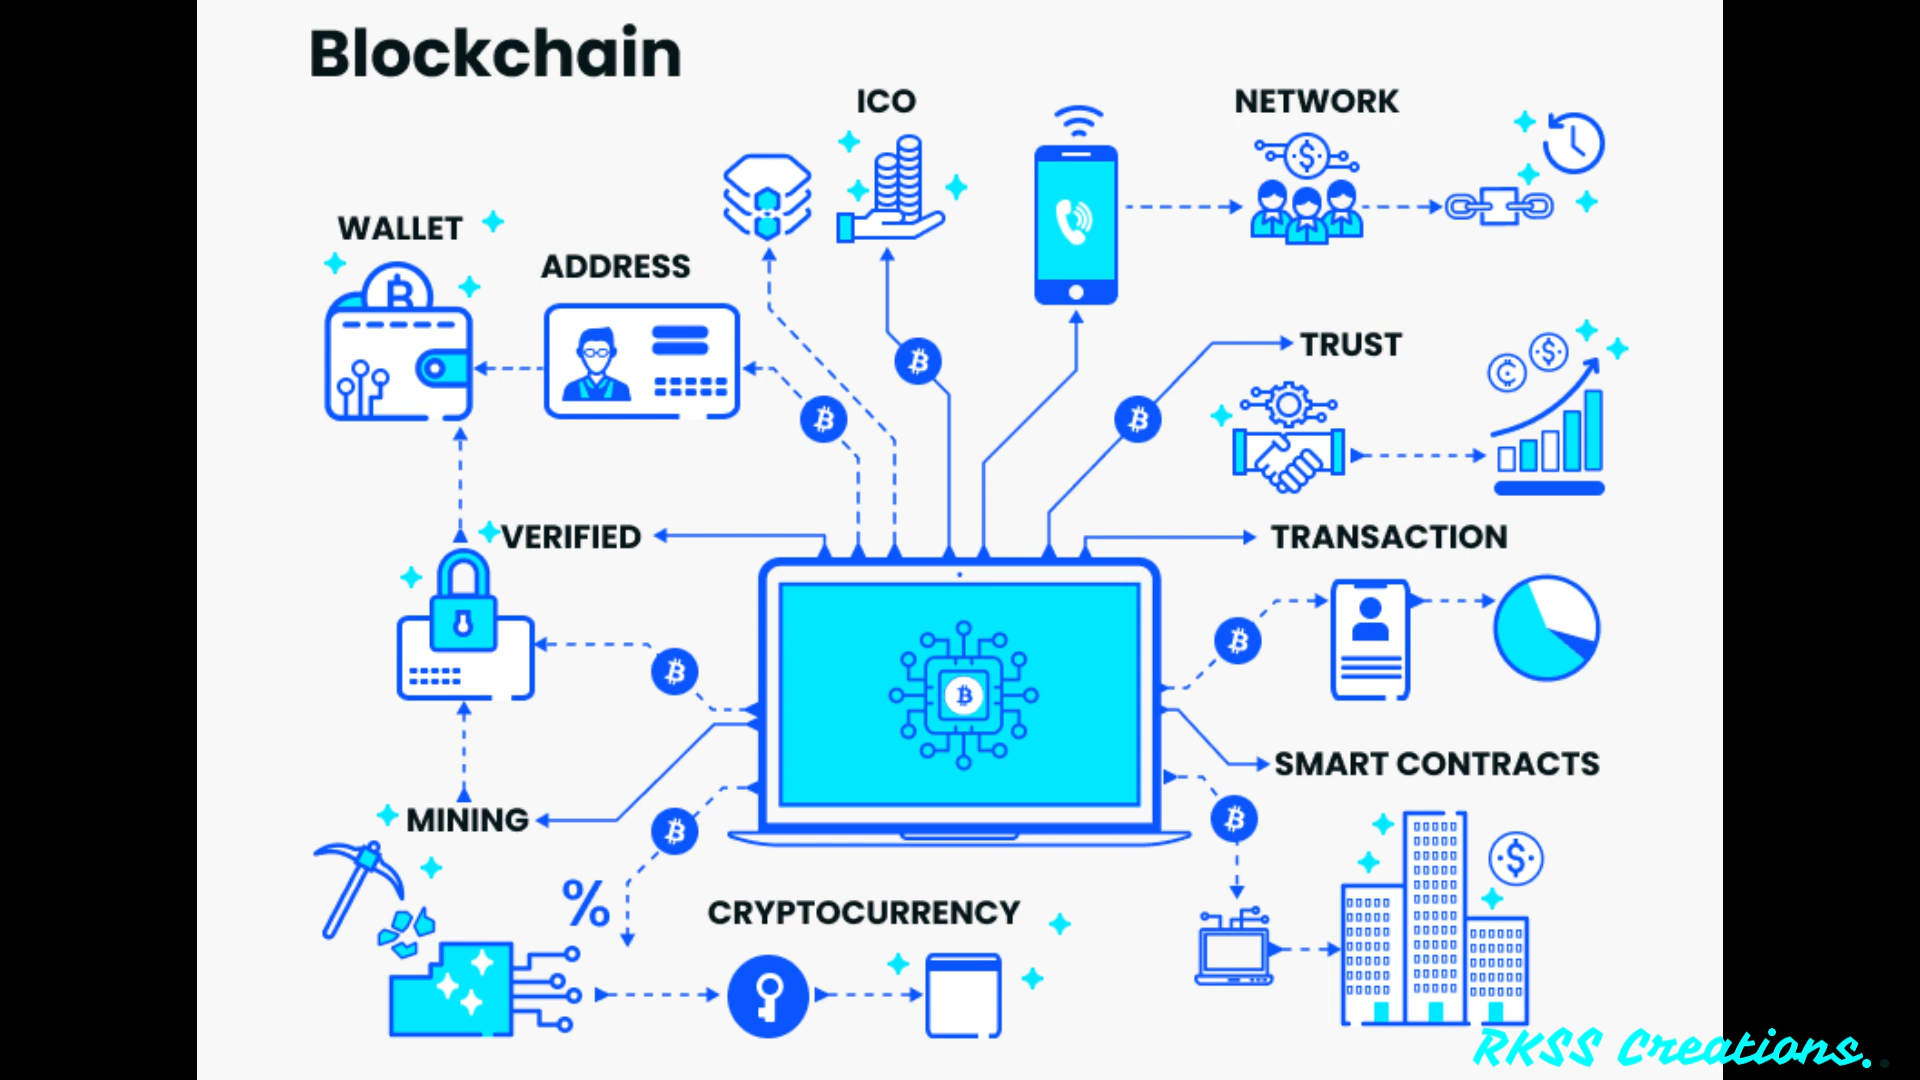 Blockchain
ICO
NETWORK
WALLET
ADDRESS
TRUST
VERIFIED
TRANSACTION
SMART CONTRACTS
MINING
%
CRYPTOCURRENCY
RKSS Creations..